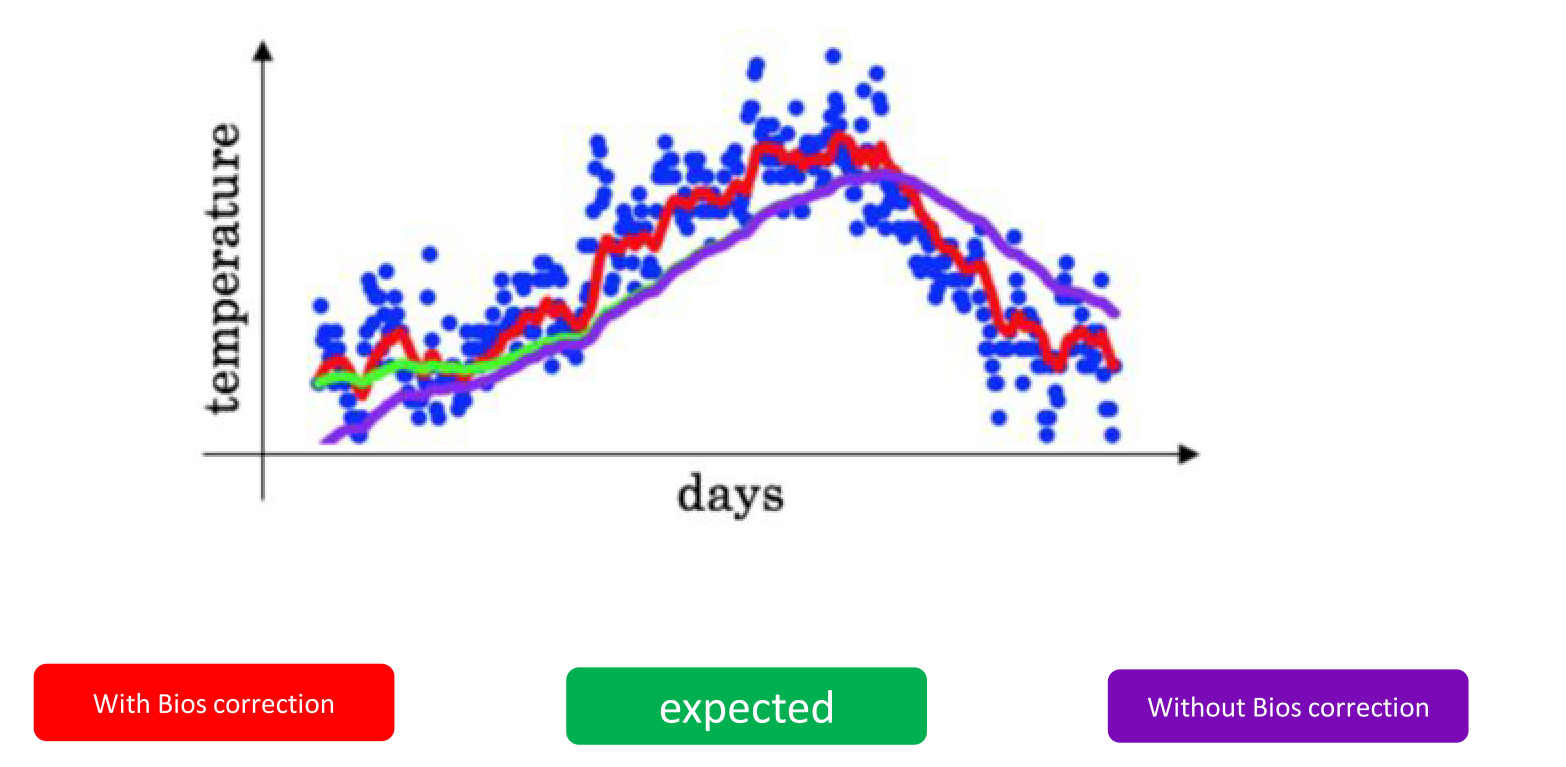 temperature
days
With Bios correction
expected
Without Bios correction